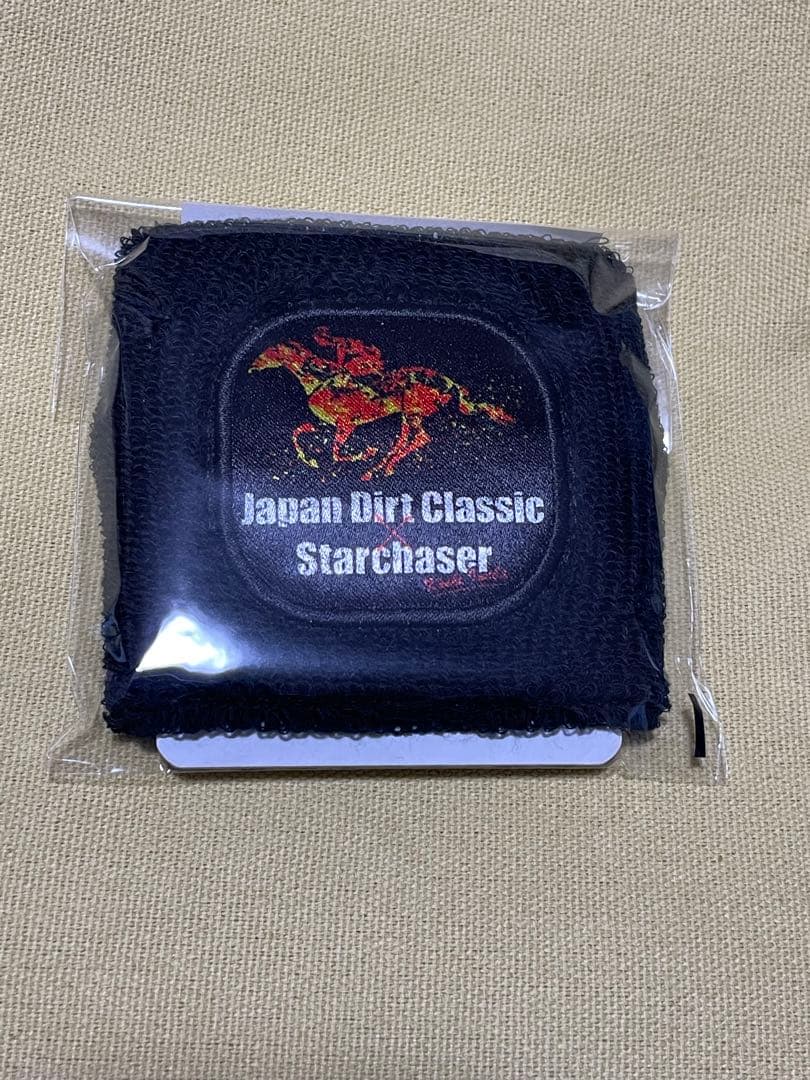 Japan Dirt Classic
×
Starchaser